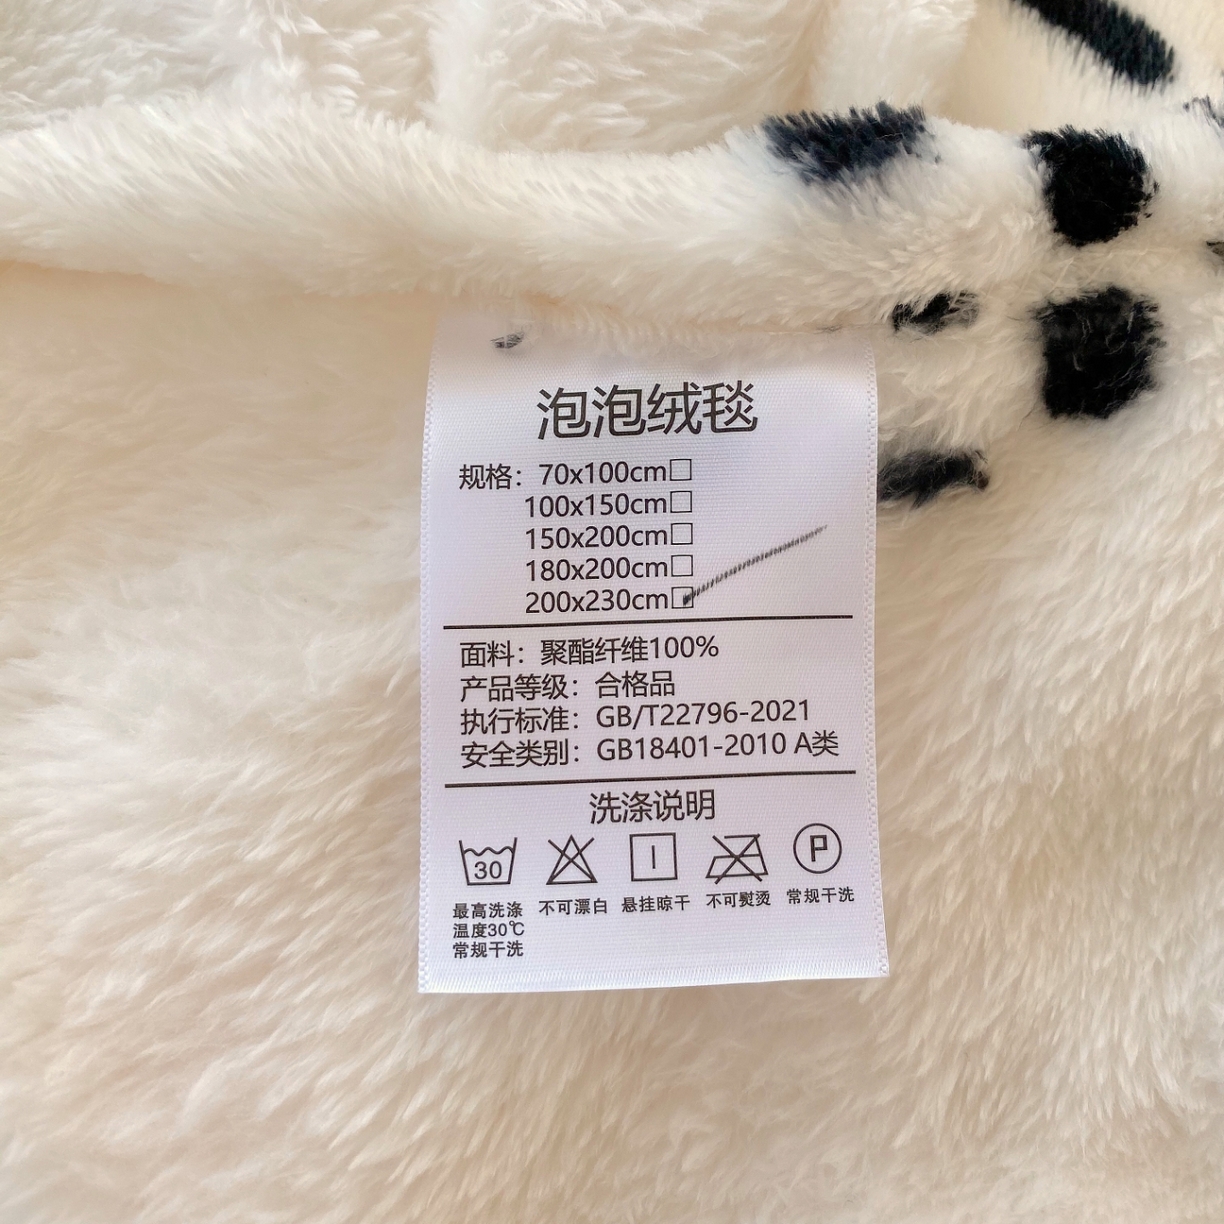 泡泡绒毯
规格：70x100cm□
100x150cm□
150x200cm□
180x200cm□
200x230cm□
面料：聚酯纤维100%
产品等级：合格品
执行标准：GB/T22796-2021
安全类别：GB18401-2010 A类
洗涤说明
30 P
最高洗涤 不可漂白 悬挂晾干 不可熨烫 常规干洗
温度30℃
常规干洗